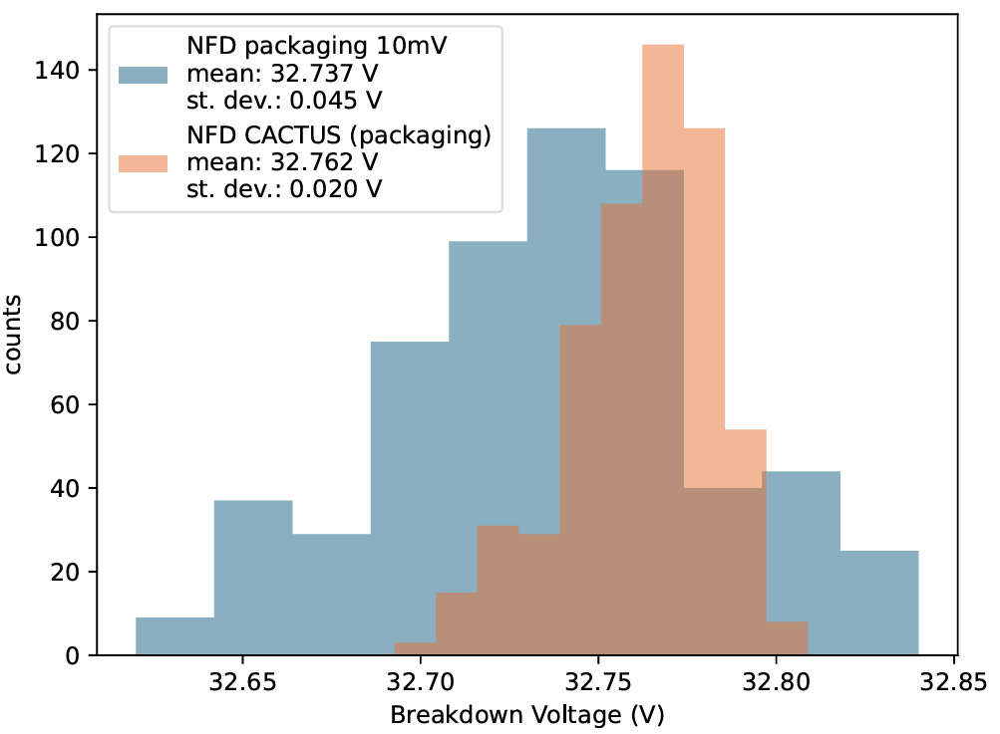 NFD packaging 10mV
mean: 32.737 V
st. dev.: 0.045 V
NFD CACTUS (packaging)
mean: 32.762 V
st. dev.: 0.020 V
140
120
100
80
60
40
20
0
counts
32.65 32.70 32.75 32.80 32.85
Breakdown Voltage (V)